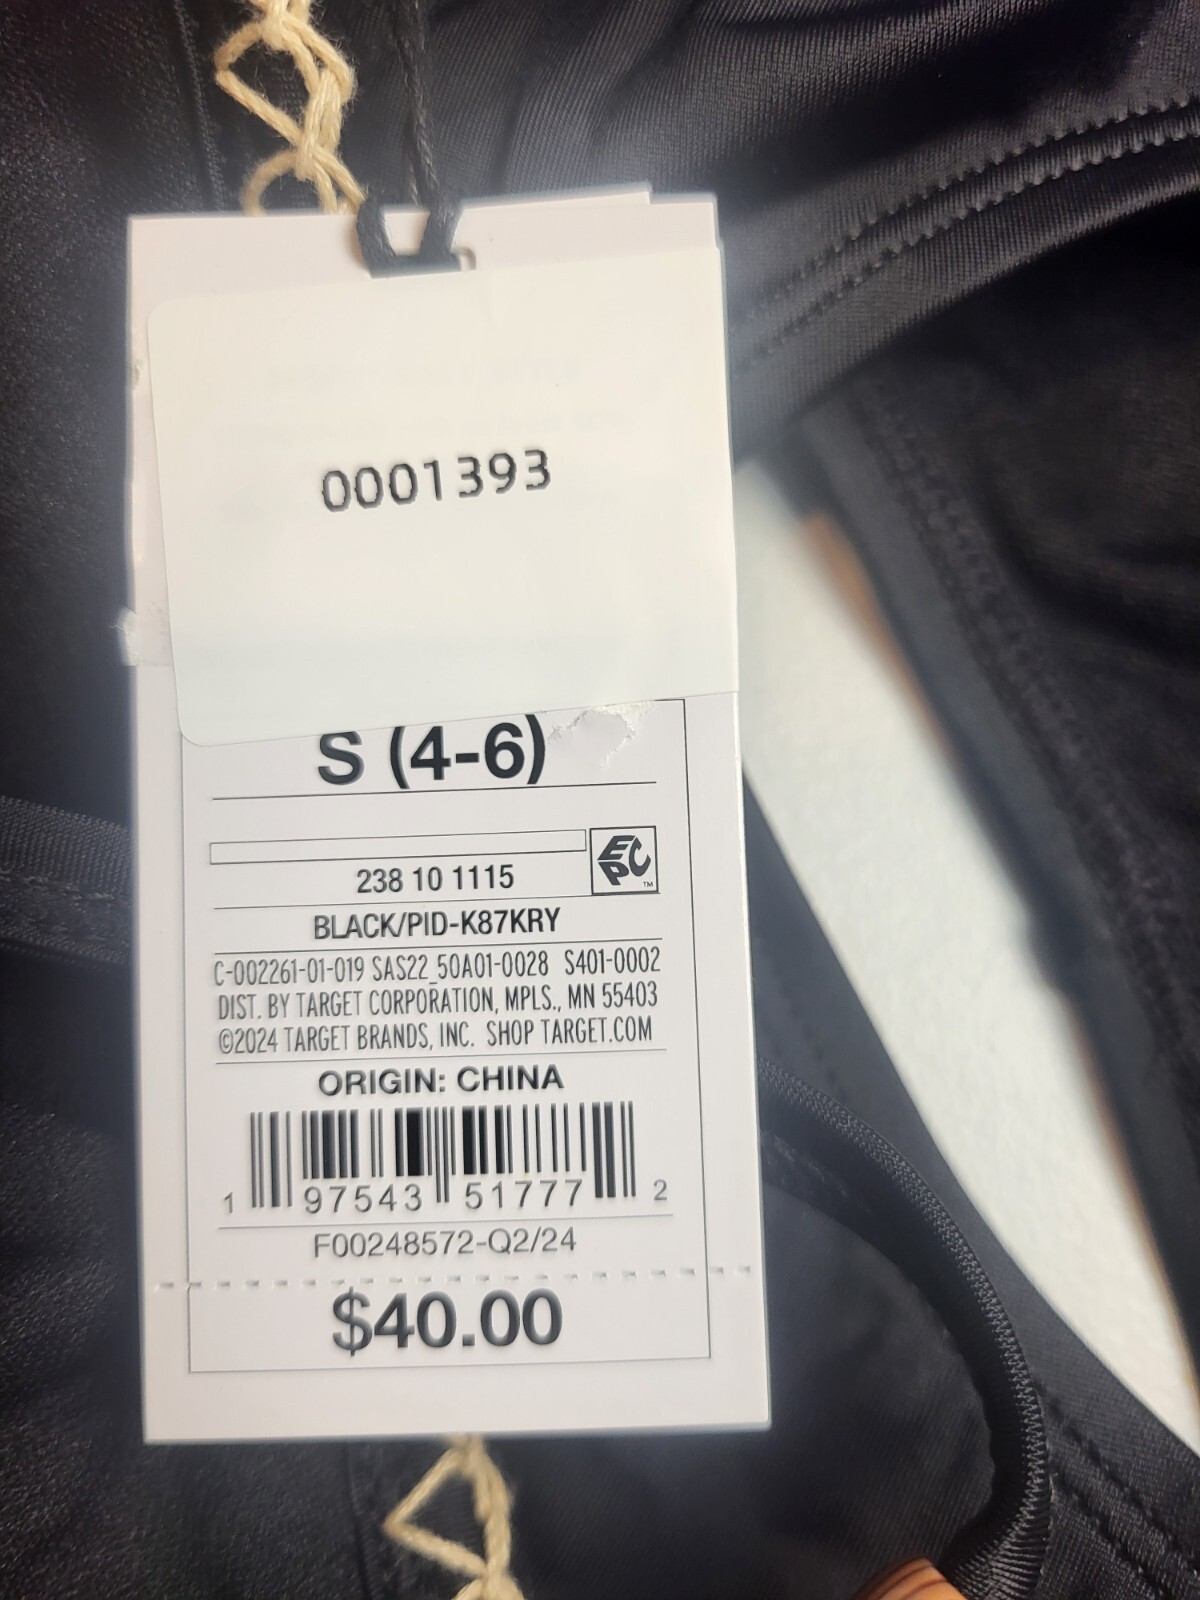 0001393
S (4-6)
238 10 1115
EPC™
BLACK/PID-K87KRY
C-002261-01-019 SAS22_50A01-0028 S401-0002
DIST. BY TARGET CORPORATION, MPLS., MN 55403
©2024 TARGET BRANDS, INC. SHOP TARGET.COM
ORIGIN: CHINA
1 97543 51777 2
F00248572-Q2/24
$40.00